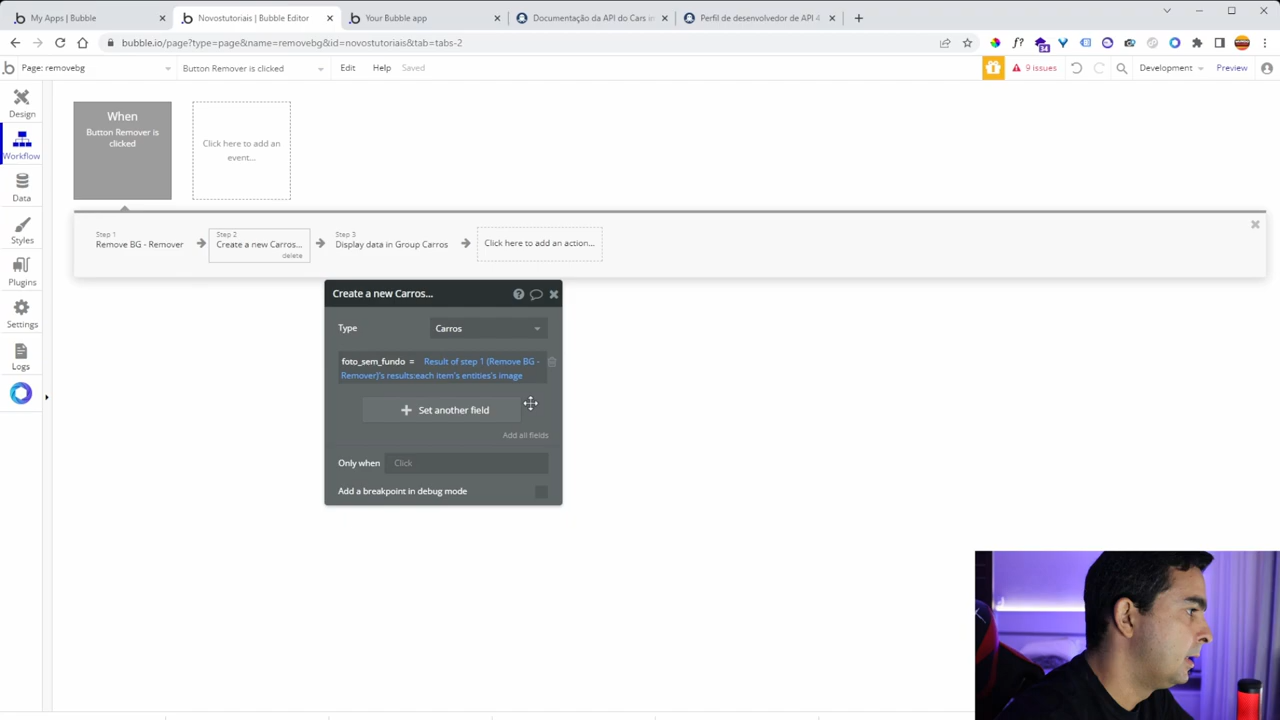 My Apps | Bubble
Novostutoriais | Bubble Editor
Your Bubble app
Documentação da API do Cars in
Perfil de desenvolvedor de API 4
bubble.io/page?type=page&name=removebg&id=novostutoriais&tab=tabs-2
Page: removebg
Button Remover is clicked
Edit
Help
Saved
9 issues
Development
Preview
Design
Workflow
Data
Styles
Plugins
Settings
Logs
When
Button Remover is
clicked
Click here to add an
event...
Step 1
Remove BG - Remover
Step 2
Create a new Carros...
delete
Step 3
Display data in Group Carros
Click here to add an action...
Create a new Carros...
Type
Carros
foto_sem_fundo = Result of step 1 (Remove BG -
Remover)'s results:each item's entities's image
Set another field
Add all fields
Only when
Click
Add a breakpoint in debug mode